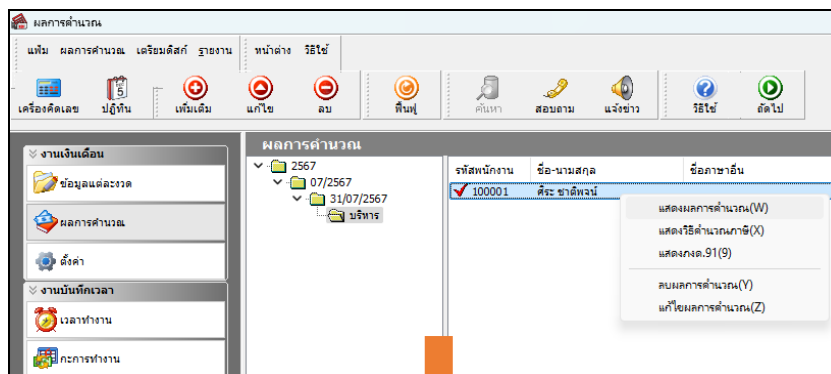 ผลการคำนวณ
แฟ้ม ผลการคำนวณ เตรียมดิสก์ รายงาน หน้าต่าง วิธีใช้
5
เครื่องคิดเลข ปฏิทิน เพิ่มเติม แก้ไข ลบ ฟื้นฟู ค้นหา สอบถาม แจ้งข่าว วิธีใช้ ถัดไป
งานเงินเดือน
ข้อมูลแต่ละงวด
ผลการคำนวณ
ตั้งค่า
งานบันทึกเวลา
เวลาทำงาน
กะการทำงาน
ผลการคำนวณ
2567
07/2567
31/07/2567
บริหาร
รหัสพนักงาน ชื่อ-นามสกุล ชื่อภาษาอื่น
100001 ศิระ ชาติพจน์
แสดงผลการคำนวณ(W)
แสดงวิธีคำนวณภาษี(X)
แสดงภงด.91(9)
ลบผลการคำนวณ(Y)
แก้ไขผลการคำนวณ(Z)